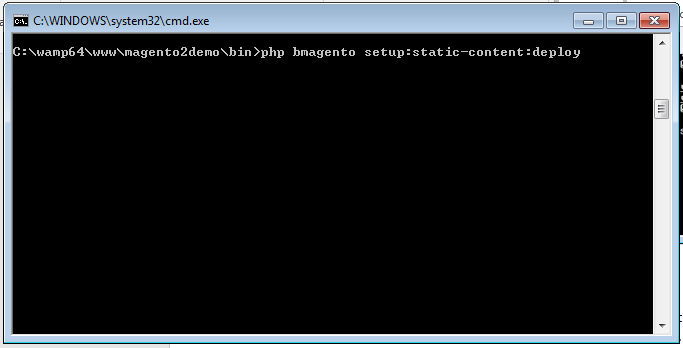 C:\WINDOWS\system32\cmd.exe
C:\wamp64\www\magento2demo\bin>php bmagento setup:static-content:deploy